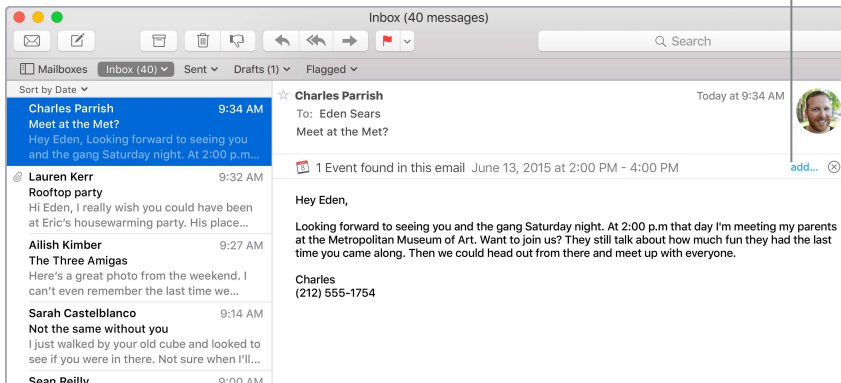 Inbox (40 messages)
Search
Mailboxes Inbox (40) Sent Drafts (1) Flagged
Sort by Date
Charles Parrish 9:34 AM
Meet at the Met?
Hey Eden, Looking forward to seeing you
and the gang Saturday night. At 2:00 p.m...
Lauren Kerr 9:32 AM
Rooftop party
Hi Eden, I really wish you could have been
at Eric's housewarming party. His place...
Ailish Kimber 9:27 AM
The Three Amigas
Here's a great photo from the weekend. I
can't even remember the last time we...
Sarah Castelblanco 9:14 AM
Not the same without you
I just walked by your old cube and looked to
see if you were in there. Not sure when I'll...
Sean Reilly 9:00 AM
Charles Parrish Today at 9:34 AM
To: Eden Sears
Meet at the Met?
1 Event found in this email June 13, 2015 at 2:00 PM - 4:00 PM add...
Hey Eden,
Looking forward to seeing you and the gang Saturday night. At 2:00 p.m that day I'm meeting my parents
at the Metropolitan Museum of Art. Want to join us? They still talk about how much fun they had the last
time you came along. Then we could head out from there and meet up with everyone.
Charles
(212) 555-1754